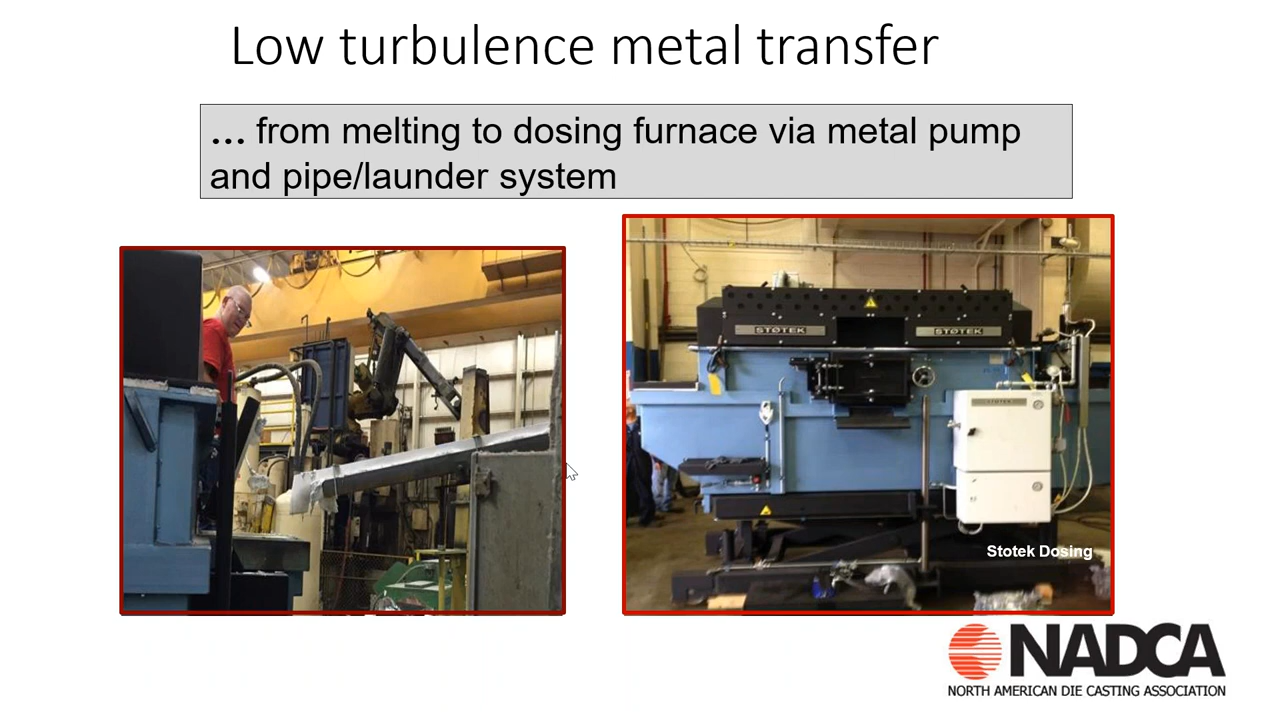 Low turbulence metal transfer
... from melting to dosing furnace via metal pump
and pipe/launder system
STØTEK
STØTEK
Stotek Dosing
NADCA
NORTH AMERICAN DIE CASTING ASSOCIATION